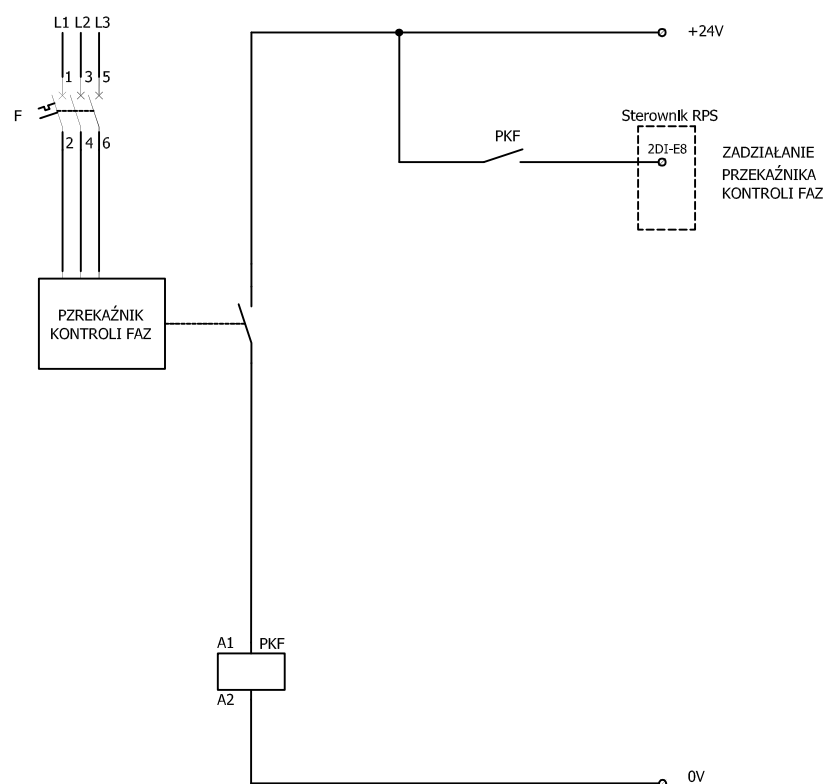 L1 L2 L3
+24V
1 3 5
F
2 4 6
Sterownik RPS
PKF
2DI-E8
ZADZIAŁANIE
PRZEKAŹNIKA
KONTROLI FAZ
PZREKAŹNIK
KONTROLI FAZ
A1 PKF
A2
0V